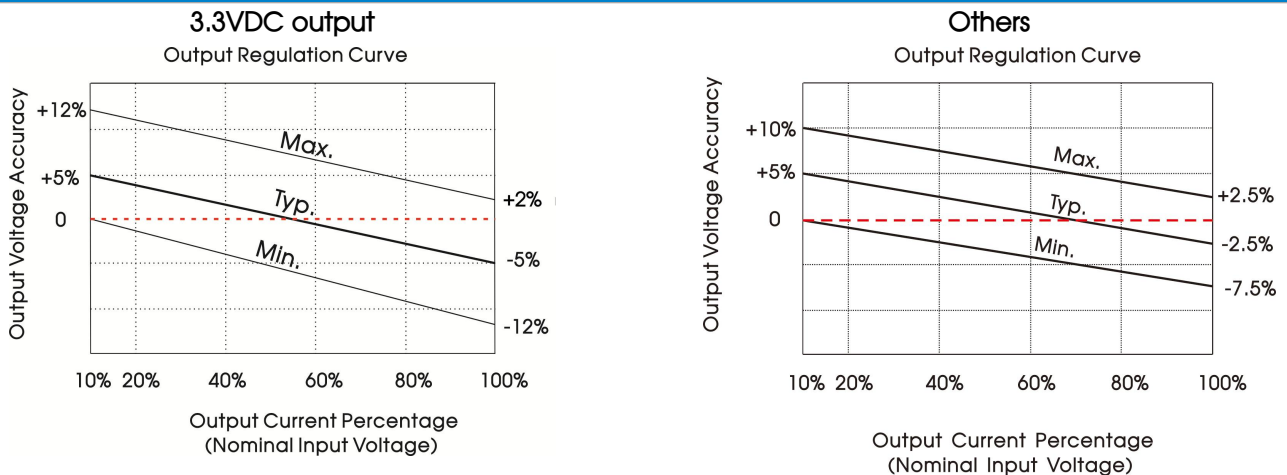 3.3VDC output
Output Regulation Curve
Output Voltage Accuracy
+12%
+5%
0
Max.
Typ.
Min.
+2%
-5%
-12%
10% 20% 40% 60% 80% 100%
Output Current Percentage
(Nominal Input Voltage)
Others
Output Regulation Curve
Output Voltage Accuracy
+10%
+5%
0
Max.
Typ.
Min.
+2.5%
-2.5%
-7.5%
10% 20% 40% 60% 80% 100%
Output Current Percentage
(Nominal Input Voltage)